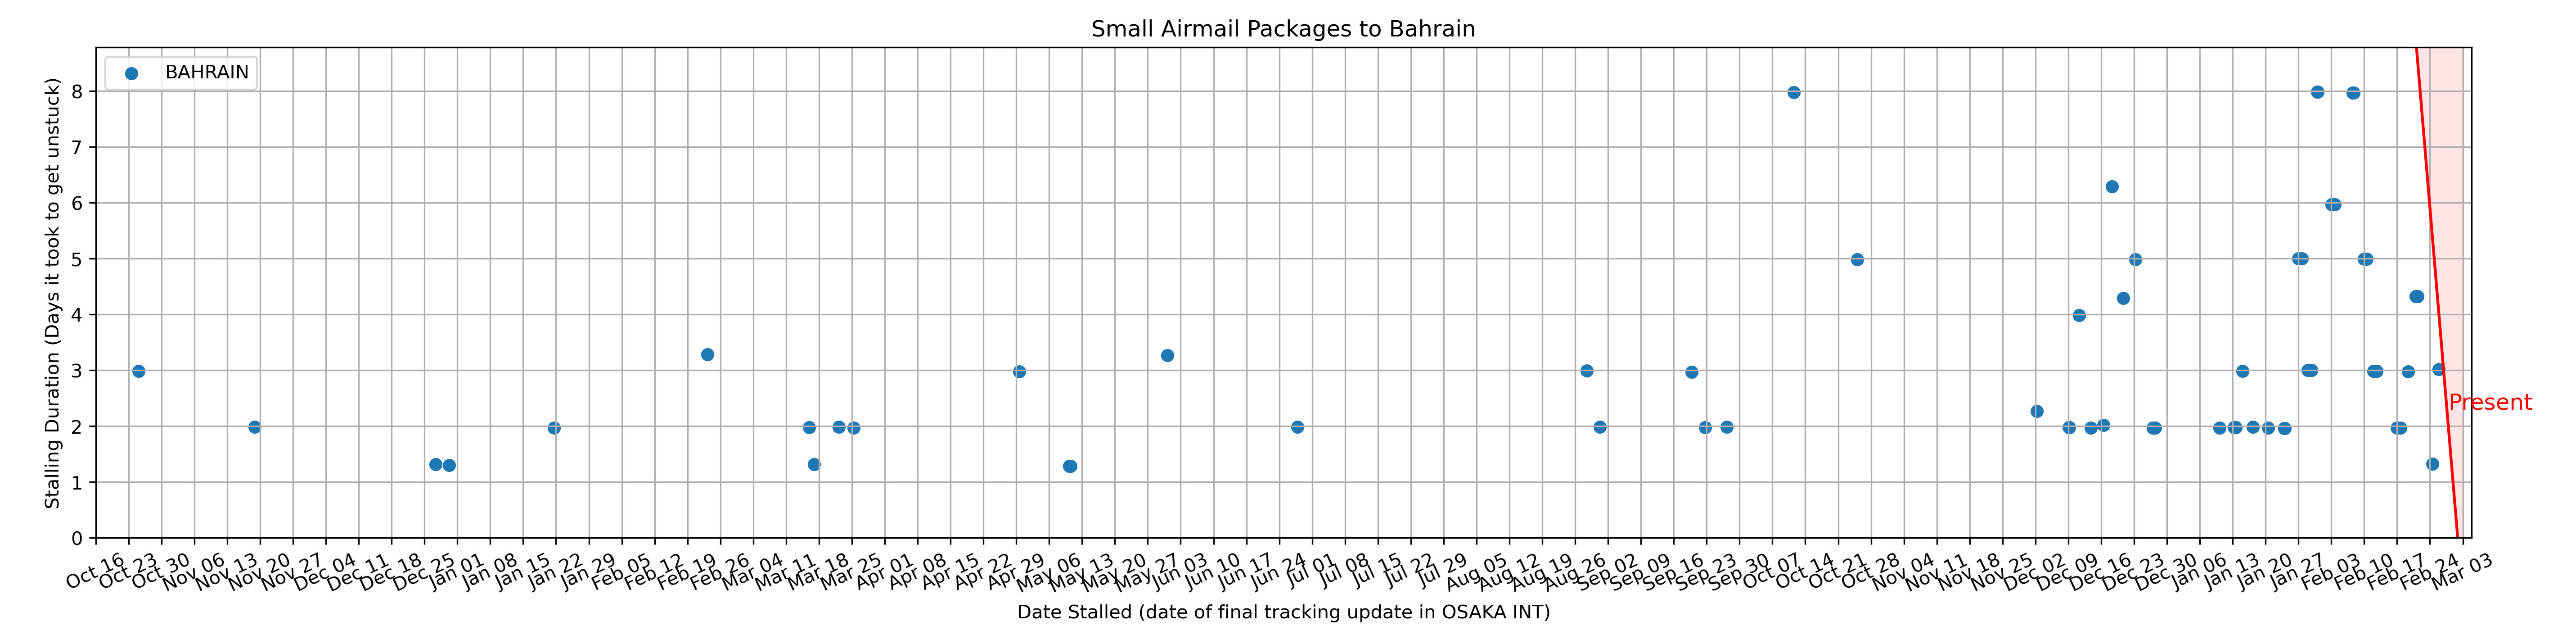 Small Airmail Packages to Bahrain
BAHRAIN
Stalling Duration (Days it took to get unstuck)
8
7
6
5
4
3
2
1
0
Present
Oct 16 Oct 23 Oct 30 Nov 06 Nov 13 Nov 20 Nov 27 Dec 04 Dec 11 Dec 18 Dec 25 Jan 01 Jan 08 Jan 15 Jan 22 Jan 29 Feb 05 Feb 12 Feb 19 Feb 26 Mar 04 Mar 11 Mar 18 Mar 25 Apr 01 Apr 08 Apr 15 Apr 22 Apr 29 May 06 May 13 May 20 May 27 Jun 03 Jun 10 Jun 17 Jun 24 Jul 01 Jul 08 Jul 15 Jul 22 Jul 29 Aug 05 Aug 12 Aug 19 Aug 26 Sep 02 Sep 09 Sep 16 Sep 23 Sep 30 Oct 07 Oct 14 Oct 21 Oct 28 Nov 04 Nov 11 Nov 18 Nov 25 Dec 02 Dec 09 Dec 16 Dec 23 Dec 30 Jan 06 Jan 13 Jan 20 Jan 27 Feb 03 Feb 10 Feb 17 Feb 24 Mar 03
Date Stalled (date of final tracking update in OSAKA INT)